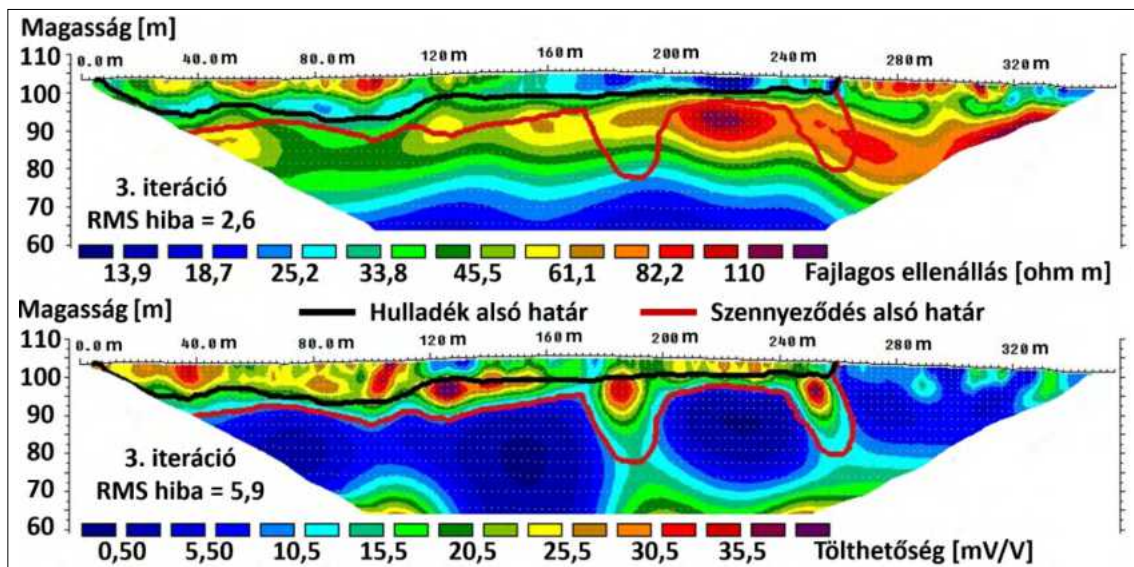 Magasság [m]
110
100
90
80
70
60
0.0 m 40.0 m 80.0 m 120 m 160 m 200 m 240 m 280 m 320 m
3. iteráció
RMS hiba = 2,6
13,9 18,7 25,2 33,8 45,5 61,1 82,2 110 Fajlagos ellenállás [ohm m]
Magasság [m]
Hulladék alsó határ Szennyeződés alsó határ
110
100
90
80
70
60
0.0 m 40.0 m 80.0 m 120 m 160 m 200 m 240 m 280 m 320 m
3. iteráció
RMS hiba = 5,9
0,50 5,50 10,5 15,5 20,5 25,5 30,5 35,5 Tölthetőség [mV/V]